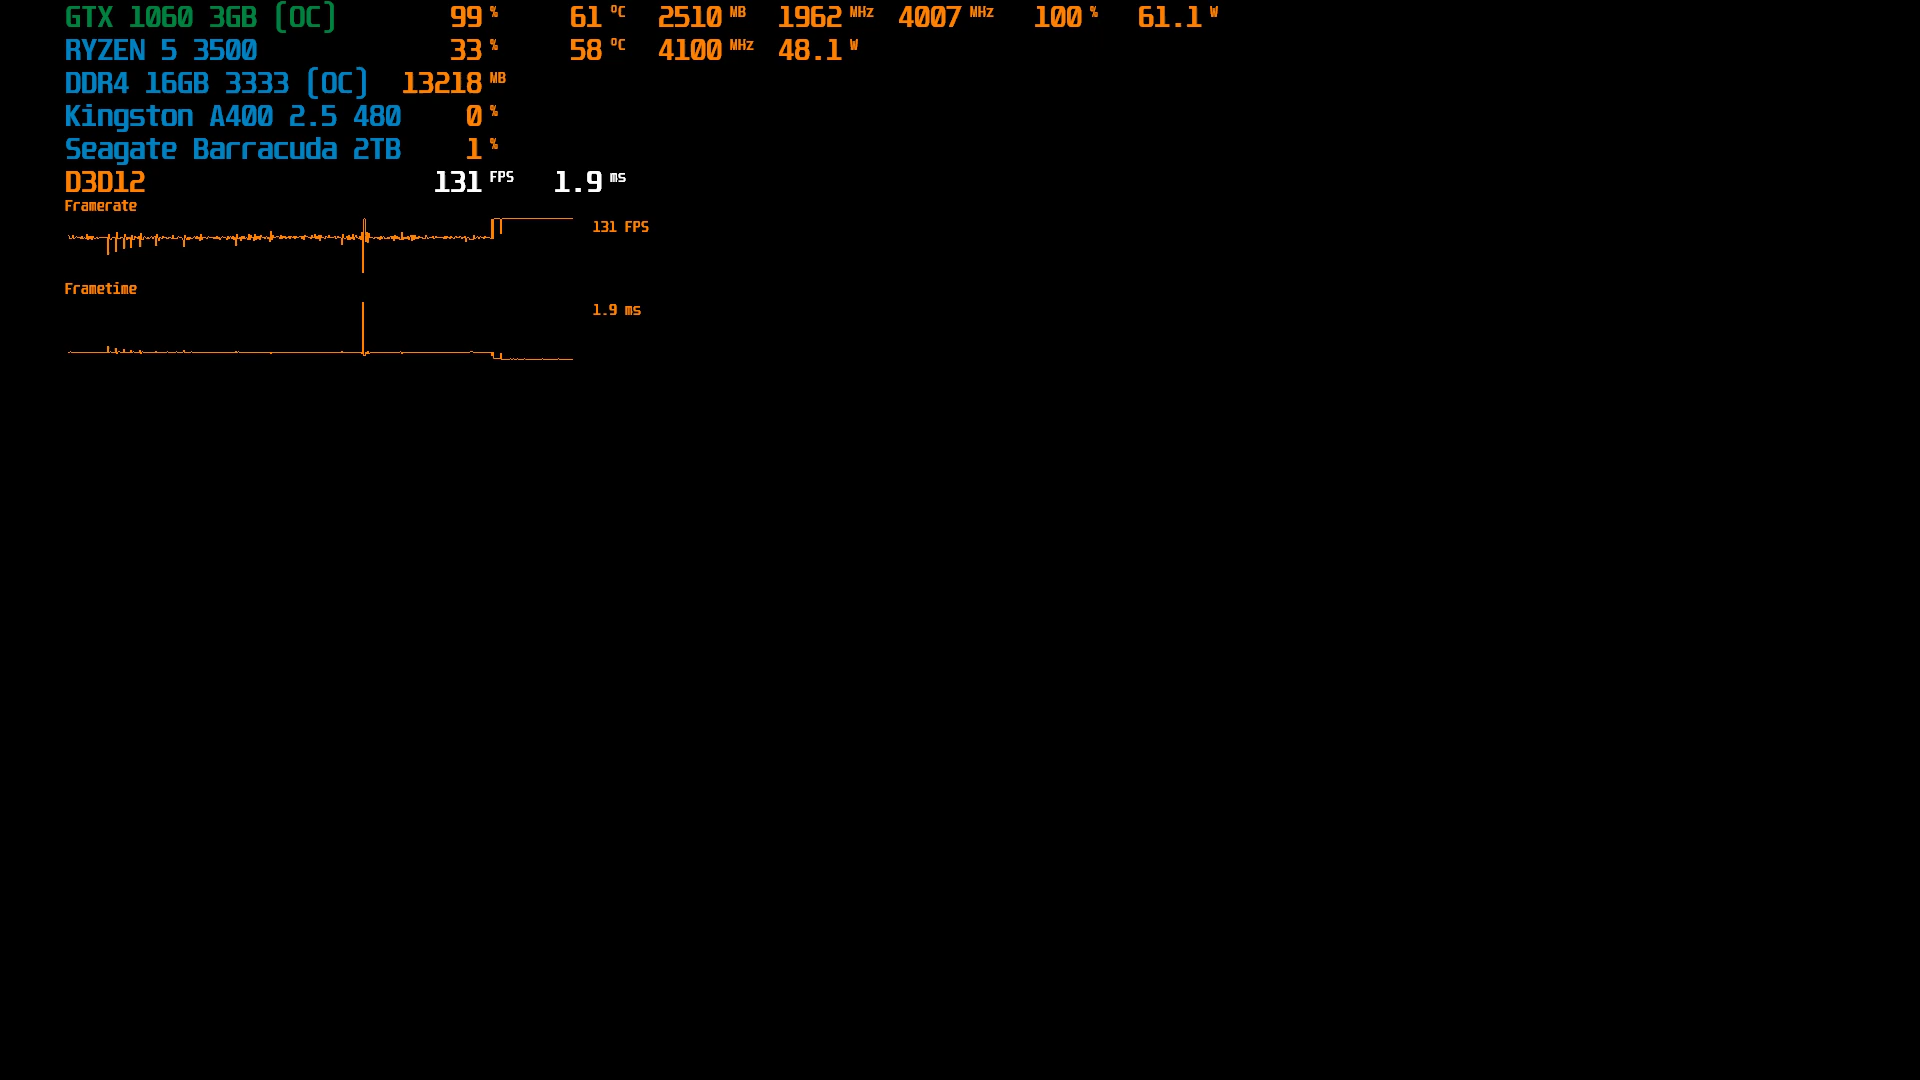 GTX 1060 3GB (OC) 99 % 61 °C 2510 MB 1962 MHz 4007 MHz 100 % 61.1 W
RYZEN 5 3500 33 % 58 °C 4100 MHz 48.1 W
DDR4 16GB 3333 (OC) 13218 MB
Kingston A400 2.5 480 0 %
Seagate Barracuda 2TB 1 %
D3D12 131 FPS 1.9 ms
Framerate
131 FPS
Frametime
1.9 ms